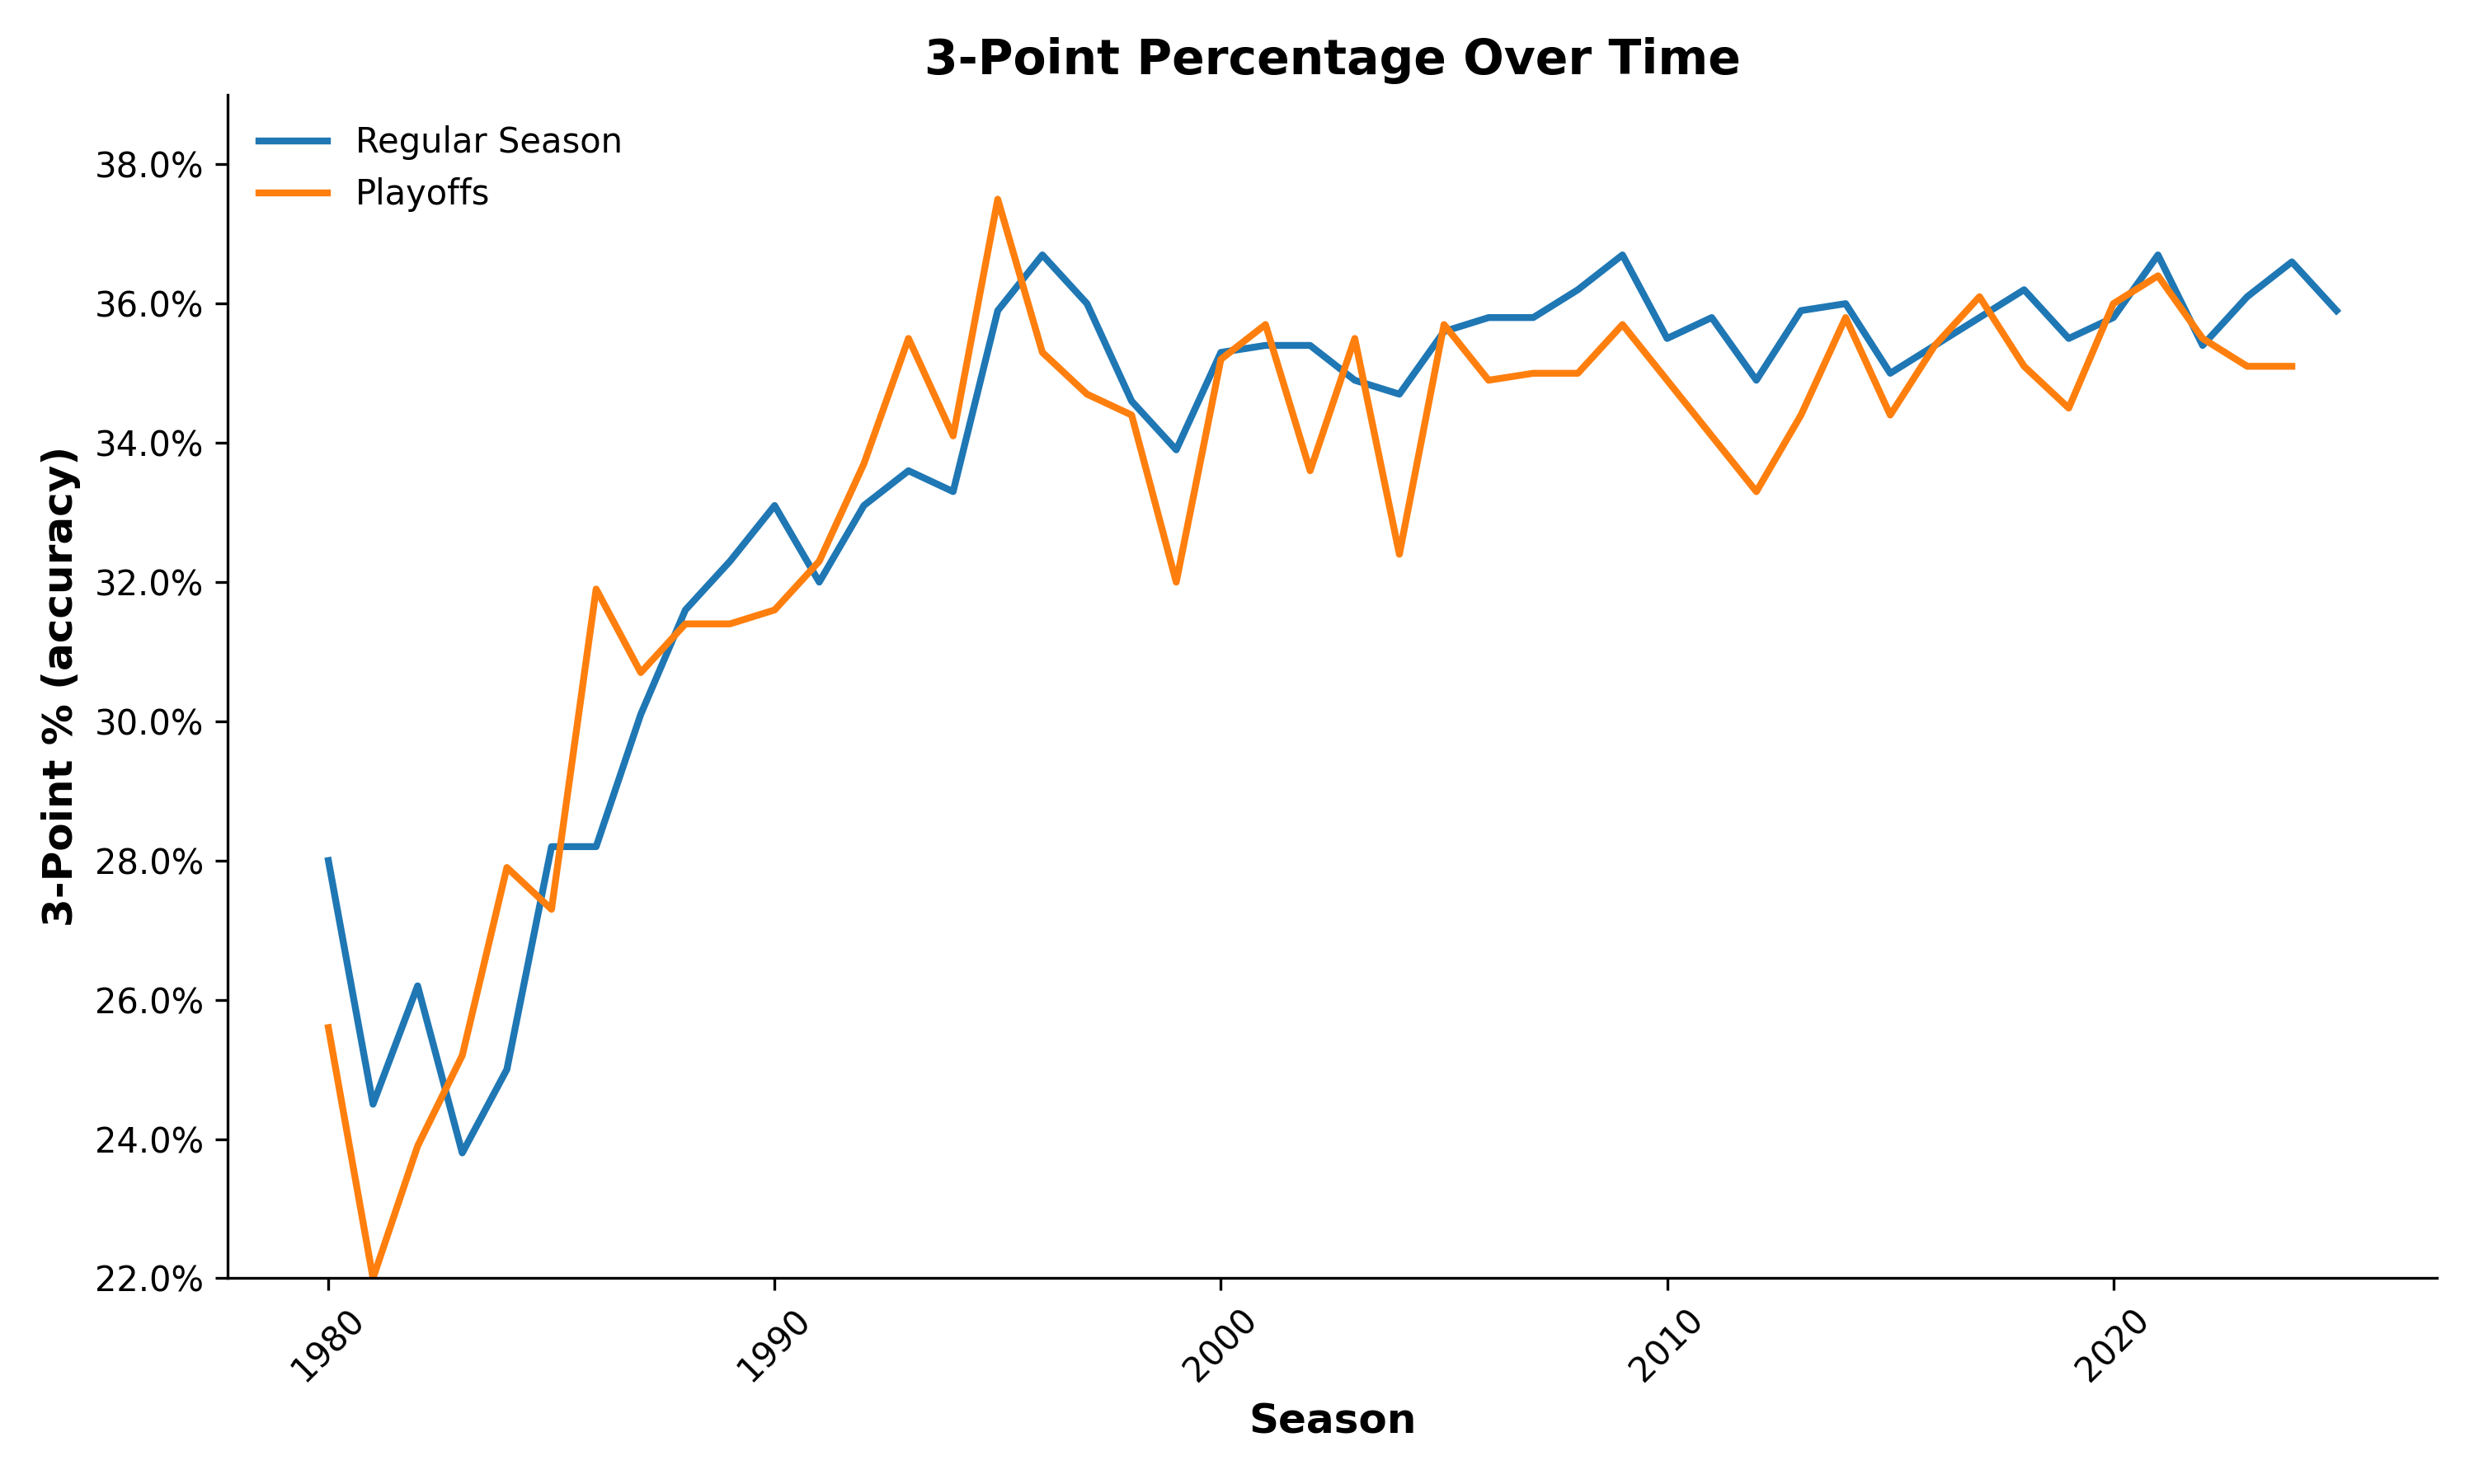 3-Point Percentage Over Time
Regular Season
Playoffs
3-Point % (accuracy)
38.0%
36.0%
34.0%
32.0%
30.0%
28.0%
26.0%
24.0%
22.0%
1980
1990
2000
2010
2020
Season